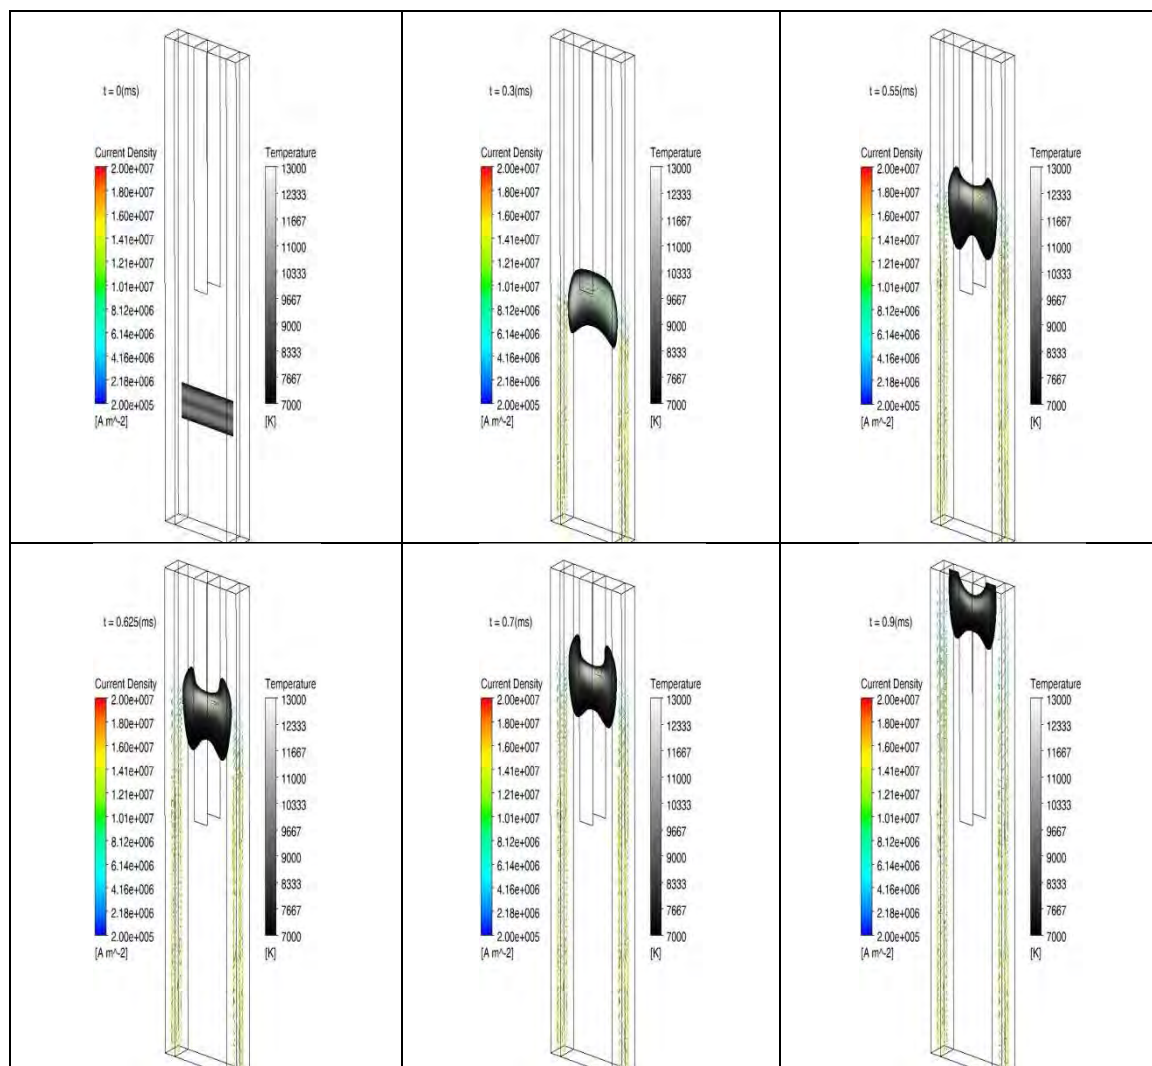 t = 0(ms)
Current Density
2.00e+007
1.80e+007
1.60e+007
1.41e+007
1.21e+007
1.01e+007
8.12e+006
6.14e+006
4.16e+006
2.18e+006
2.00e+005
[A m^-2]
Temperature
13000
12333
11667
11000
10333
9667
9000
8333
7667
7000
[K]
t = 0.3(ms)
Current Density
2.00e+007
1.80e+007
1.60e+007
1.41e+007
1.21e+007
1.01e+007
8.12e+006
6.14e+006
4.16e+006
2.18e+006
2.00e+005
[A m^-2]
Temperature
13000
12333
11667
11000
10333
9667
9000
8333
7667
7000
[K]
t = 0.55(ms)
Current Density
2.00e+007
1.80e+007
1.60e+007
1.41e+007
1.21e+007
1.01e+007
8.12e+006
6.14e+006
4.16e+006
2.18e+006
2.00e+005
[A m^-2]
Temperature
13000
12333
11667
11000
10333
9667
9000
8333
7667
7000
[K]
t = 0.625(ms)
Current Density
2.00e+007
1.80e+007
1.60e+007
1.41e+007
1.21e+007
1.01e+007
8.12e+006
6.14e+006
4.16e+006
2.18e+006
2.00e+005
[A m^-2]
Temperature
13000
12333
11667
11000
10333
9667
9000
8333
7667
7000
[K]
t = 0.7(ms)
Current Density
2.00e+007
1.80e+007
1.60e+007
1.41e+007
1.21e+007
1.01e+007
8.12e+006
6.14e+006
4.16e+006
2.18e+006
2.00e+005
[A m^-2]
Temperature
13000
12333
11667
11000
10333
9667
9000
8333
7667
7000
[K]
t = 0.9(ms)
Current Density
2.00e+007
1.80e+007
1.60e+007
1.41e+007
1.21e+007
1.01e+007
8.12e+006
6.14e+006
4.16e+006
2.18e+006
2.00e+005
[A m^-2]
Temperature
13000
12333
11667
11000
10333
9667
9000
8333
7667
7000
[K]